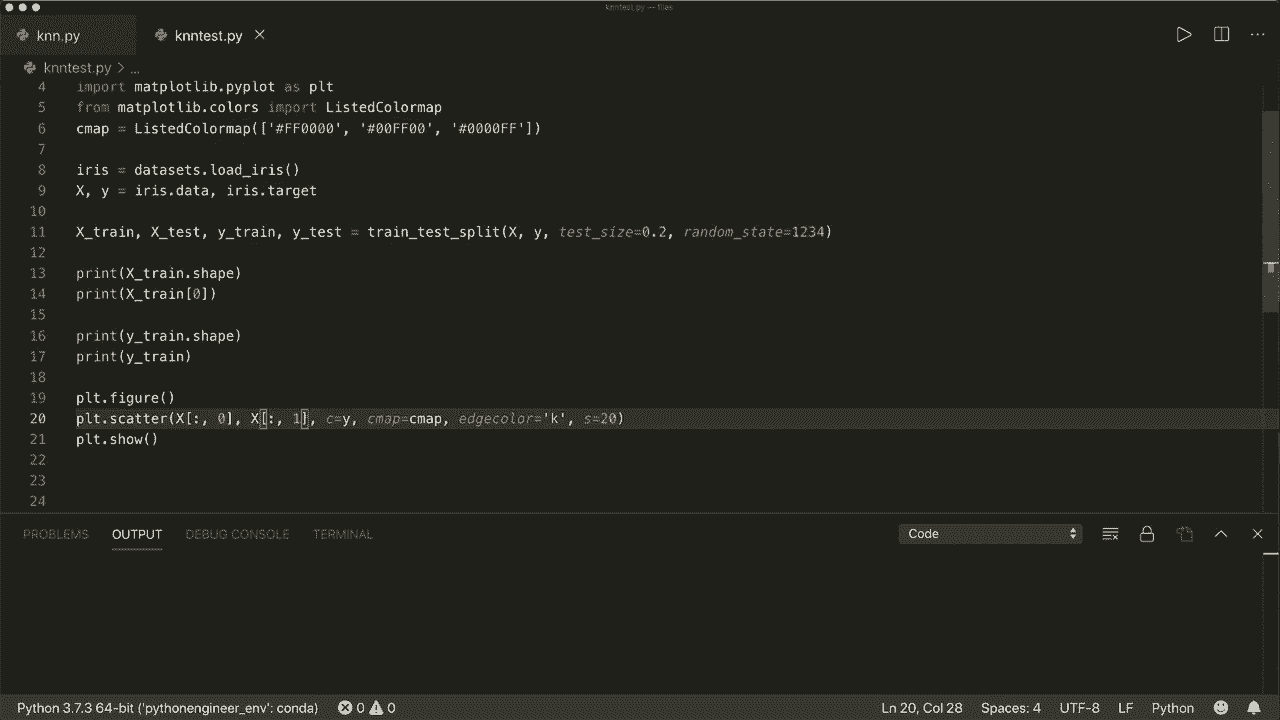 knntest.py — files
knn.py
knntest.py
knntest.py > ...
4 import matplotlib.pyplot as plt
5 from matplotlib.colors import ListedColormap
6 cmap = ListedColormap(['#FF0000', '#00FF00', '#0000FF'])
7
8 iris = datasets.load_iris()
9 X, y = iris.data, iris.target
10
11 X_train, X_test, y_train, y_test = train_test_split(X, y, test_size=0.2, random_state=1234)
12
13 print(X_train.shape)
14 print(X_train[0])
15
16 print(y_train.shape)
17 print(y_train)
18
19 plt.figure()
20 plt.scatter(X[:, 0], X[:, 1], c=y, cmap=cmap, edgecolor='k', s=20)
21 plt.show()
22
23
24
PROBLEMS OUTPUT DEBUG CONSOLE TERMINAL Code
Python 3.7.3 64-bit ('pythonengineer_env': conda) 0 0 Ln 20, Col 28 Spaces: 4 UTF-8 LF Python